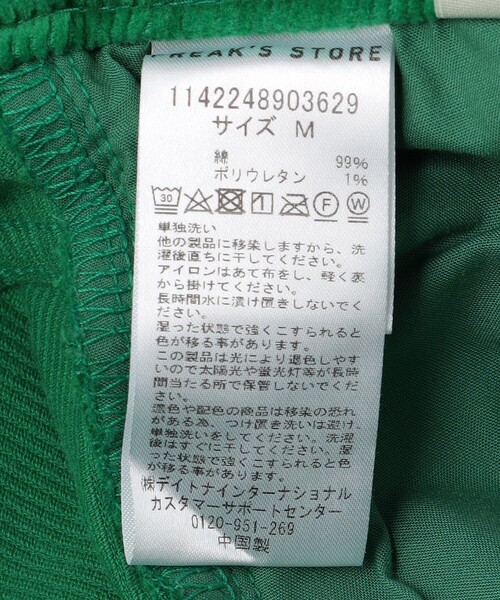 FREAK'S STORE
1142248903629
サイズ M
綿 99%
ポリウレタン 1%
30 F W
単独洗い
他の製品に移染しますから、洗
濯後直ちに干してください。
アイロンはあて布をし、軽く裏
から掛けてください。
長時間水に漬け置きしないでく
ださい。
湿った状態で強くこすられると
色が移る事があります。
この製品は光により退色しやす
いので太陽光や蛍光灯等が長時
間当たる所で保管しないでくだ
さい。
濃色や配色の商品は移染の恐れ
がある為、つけ置き洗いは避け、
単独洗いをしてください。洗濯
後はすぐに干してください。湿
った状態で強くこすられると色
が移る事があります。
㈱デイトナインターナショナル
カスタマーサポートセンター
0120-951-269
中国製